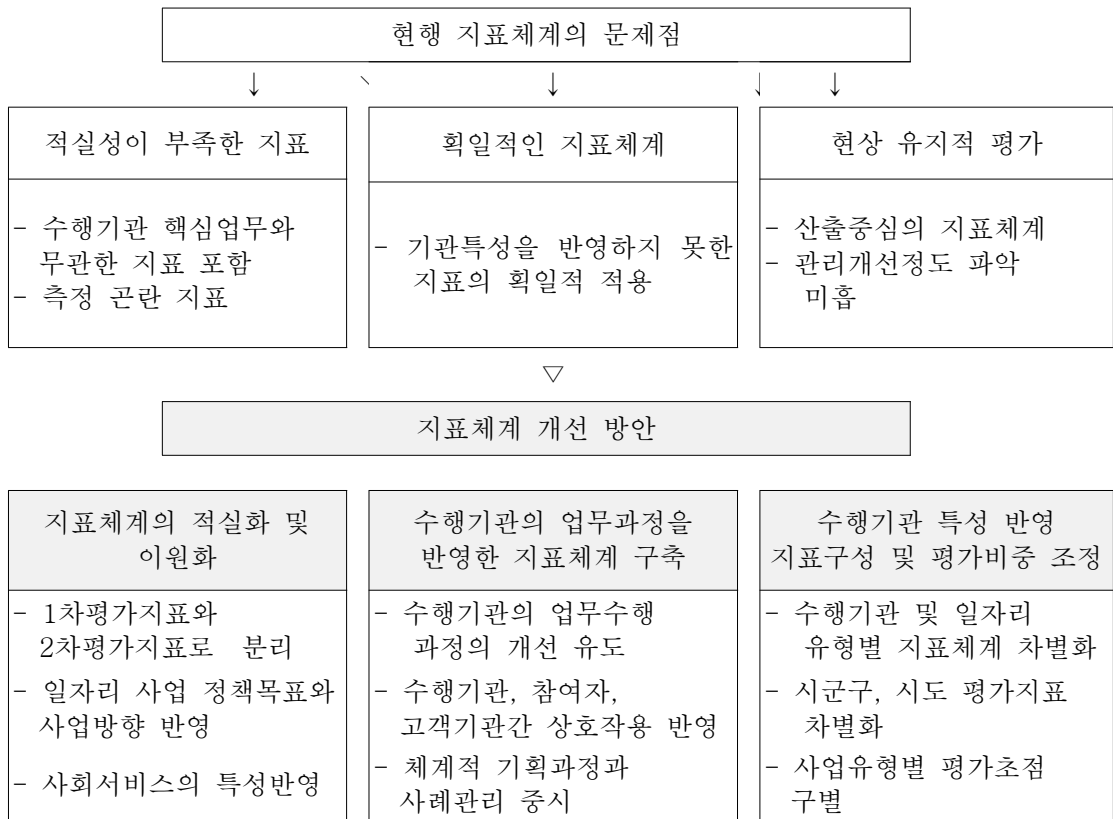 현행 지표체계의 문제점
↓ ↓ ↓ ↓
적실성이 부족한 지표
- 수행기관 핵심업무와
무관한 지표 포함
- 측정 곤란 지표
획일적인 지표체계
- 기관특성을 반영하지 못한
지표의 획일적 적용
현상 유지적 평가
- 산출중심의 지표체계
- 관리개선정도 파악
미흡
▽
지표체계 개선 방안
지표체계의 적실화 및
이원화
- 1차평가지표와
2차평가지표로 분리
- 일자리 사업 정책목표와
사업방향 반영
- 사회서비스의 특성반영
수행기관의 업무과정을
반영한 지표체계 구축
- 수행기관의 업무수행
과정의 개선 유도
- 수행기관, 참여자,
고객기관간 상호작용 반영
- 체계적 기획과정과
사례관리 중시
수행기관 특성 반영
지표구성 및 평가비중 조정
- 수행기관 및 일자리
유형별 지표체계 차별화
- 시군구, 시도 평가지표
차별화
- 사업유형별 평가초점
구별